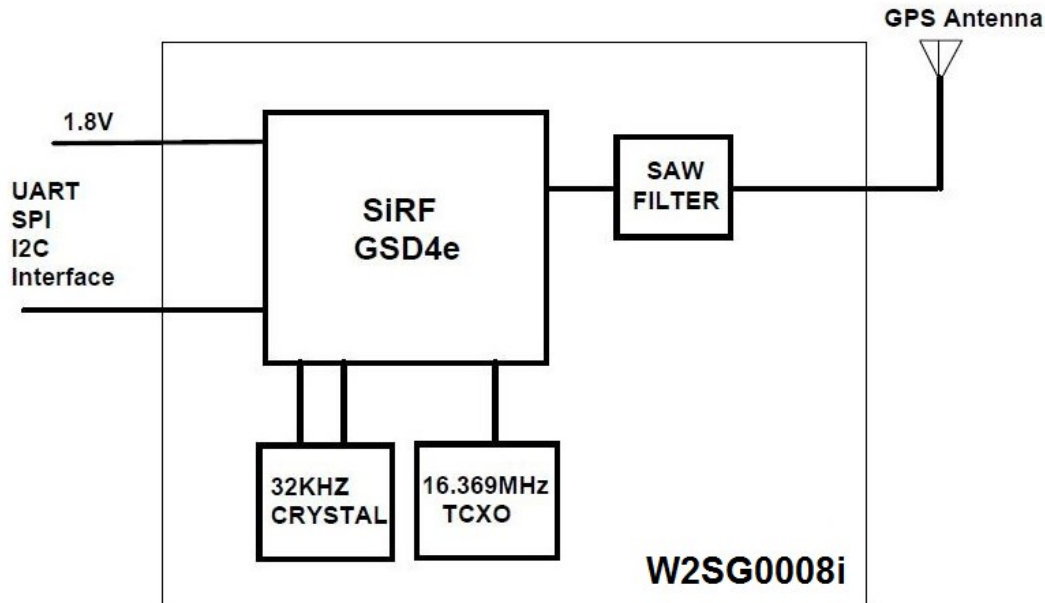 GPS Antenna
1.8V
UART
SPI
I2C
Interface
SiRF
GSD4e
SAW
FILTER
32KHZ
CRYSTAL
16.369MHz
TCXO
W2SG0008i